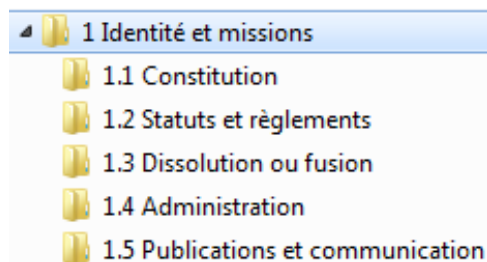 1 Identité et missions
1.1 Constitution
1.2 Statuts et règlements
1.3 Dissolution ou fusion
1.4 Administration
1.5 Publications et communication